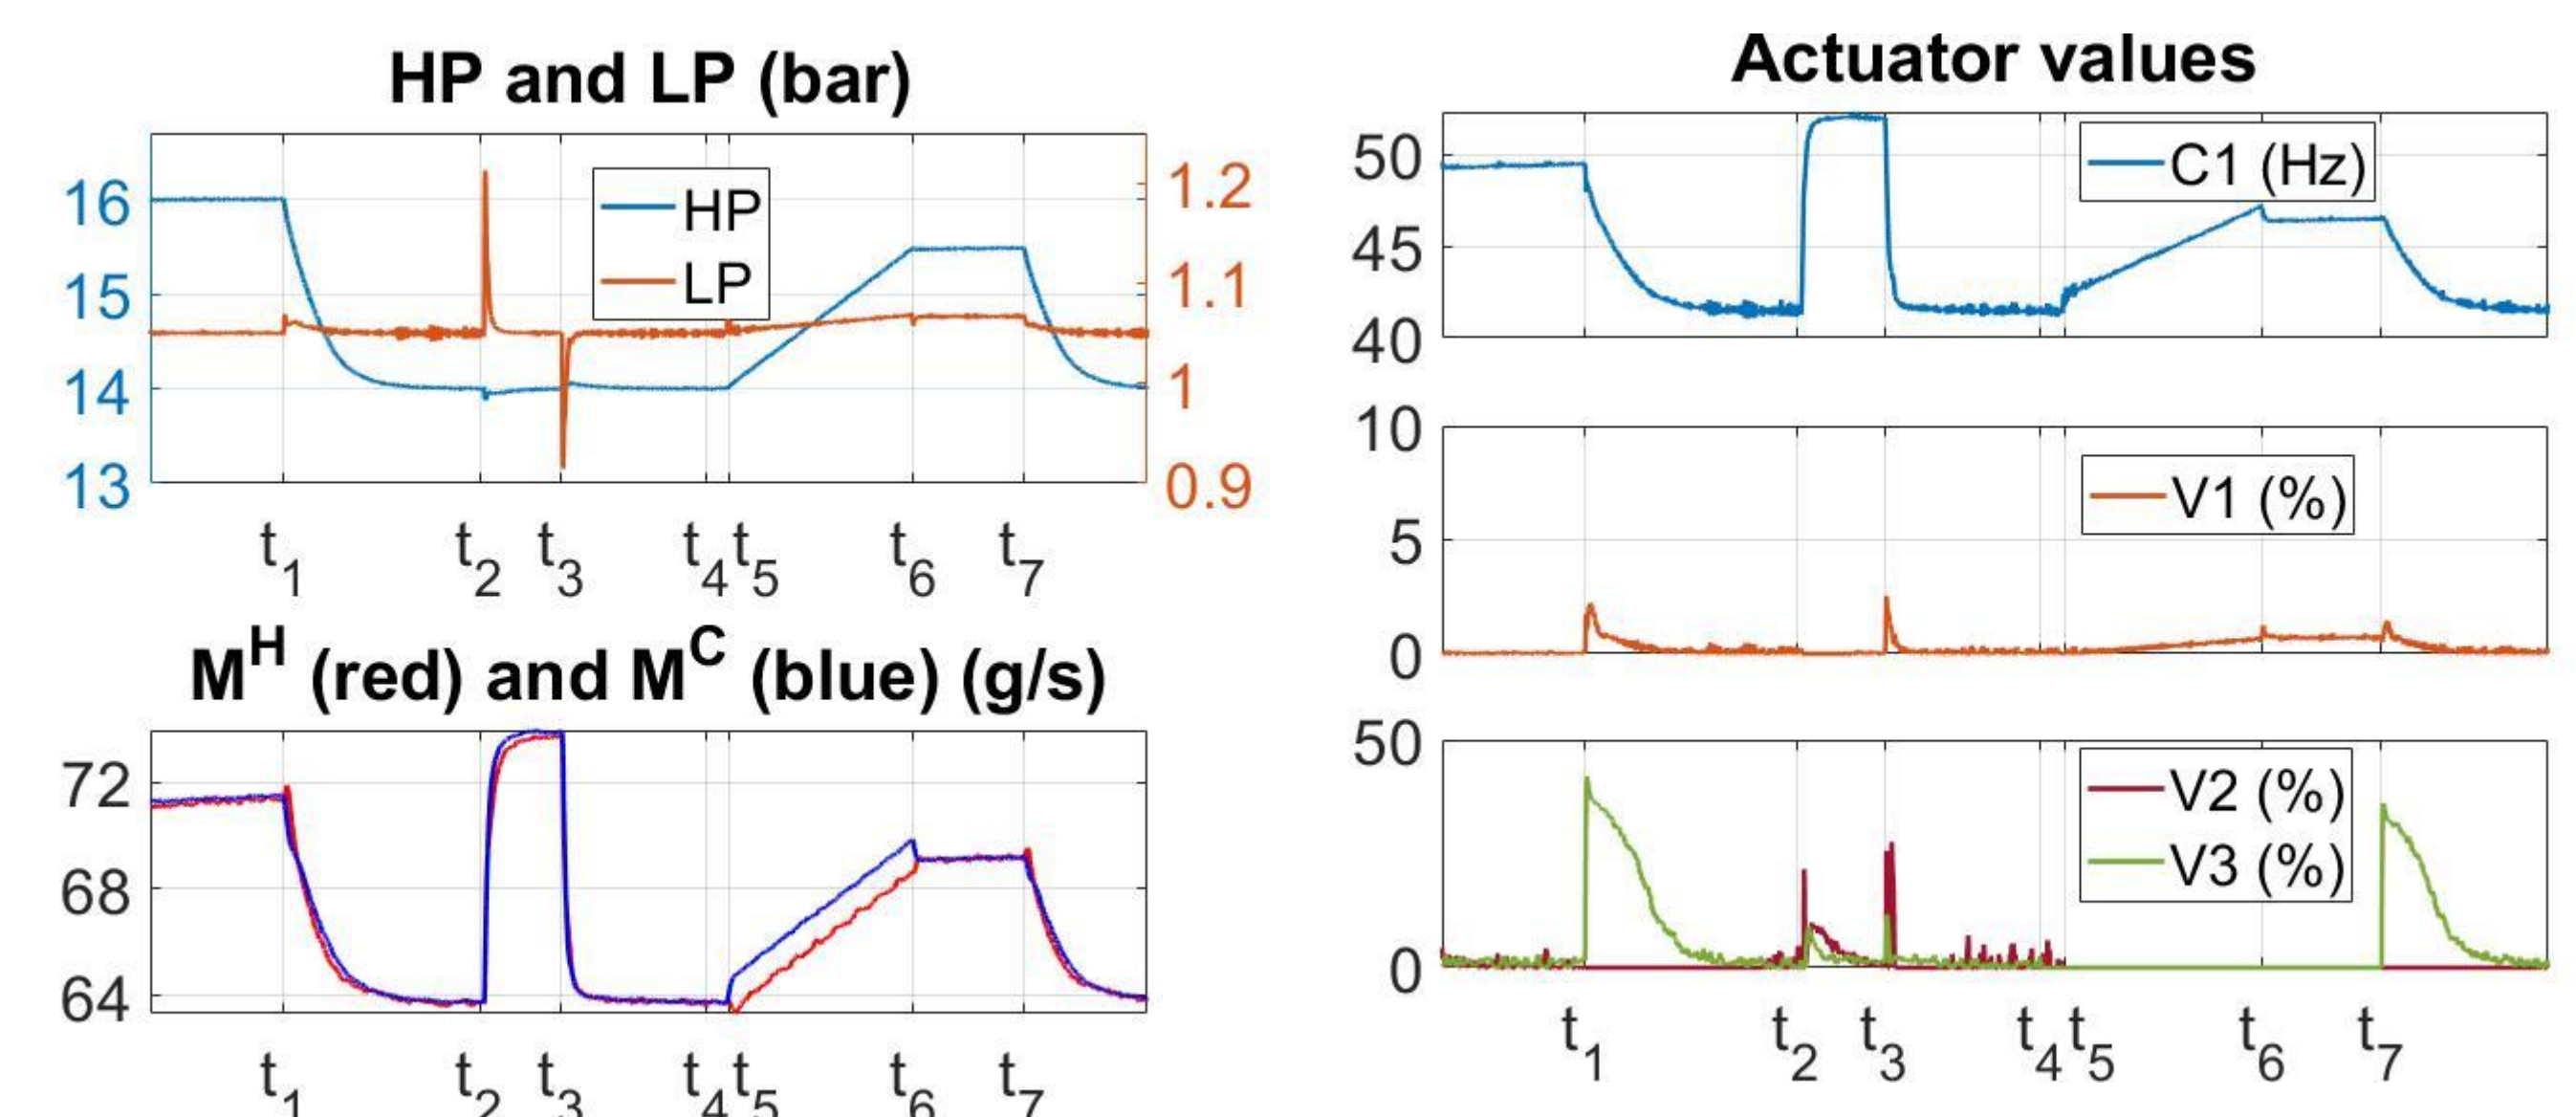 HP and LP (bar)
16
15
14
13
1.2
1.1
1
0.9
HP
LP
t1 t2 t3 t4 t5 t6 t7
M^H (red) and M^C (blue) (g/s)
72
68
64
t1 t2 t3 t4 t5 t6 t7
Actuator values
50
45
40
C1 (Hz)
10
5
0
V1 (%)
50
0
V2 (%)
V3 (%)
t1 t2 t3 t4 t5 t6 t7